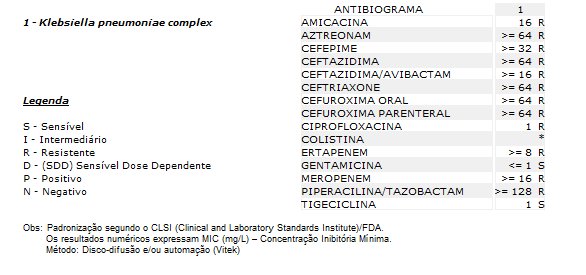 ANTIBIOGRAMA 1
1 - Klebsiella pneumoniae complex
AMICACINA 16 R
AZTREONAM >= 64 R
CEFEPIME >= 32 R
CEFTAZIDIMA >= 64 R
CEFTAZIDIMA/AVIBACTAM >= 16 R
CEFTRIAXONE >= 64 R
Legenda
CEFUROXIMA ORAL >= 64 R
CEFUROXIMA PARENTERAL >= 64 R
S - Sensível
CIPROFLOXACINA 1 R
I - Intermediário
COLISTINA *
R - Resistente
ERTAPENEM >= 8 R
D - (SDD) Sensível Dose Dependente
GENTAMICINA <= 1 S
P - Positivo
MEROPENEM >= 16 R
N - Negativo
PIPERACILINA/TAZOBACTAM >= 128 R
TIGECICLINA 1 S
Obs: Padronização segundo o CLSI (Clinical and Laboratory Standards Institute)/FDA.
Os resultados numéricos expressam MIC (mg/L) – Concentração Inibitória Mínima.
Método: Disco-difusão e/ou automação (Vitek)